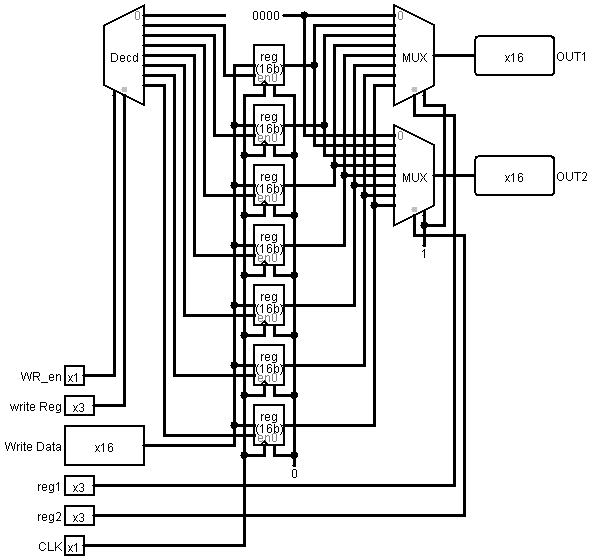 0 0000 0
Decd
reg
(16b)
en0
MUX
x16 OUT1
reg
(16b)
en0
0
reg
(16b)
en0
MUX
x16 OUT2
reg
(16b)
en0
1
reg
(16b)
en0
reg
(16b)
en0
WR_en x1
write Reg x3
reg
(16b)
en0
Write Data x16
0
reg1 x3
reg2 x3
CLK x1